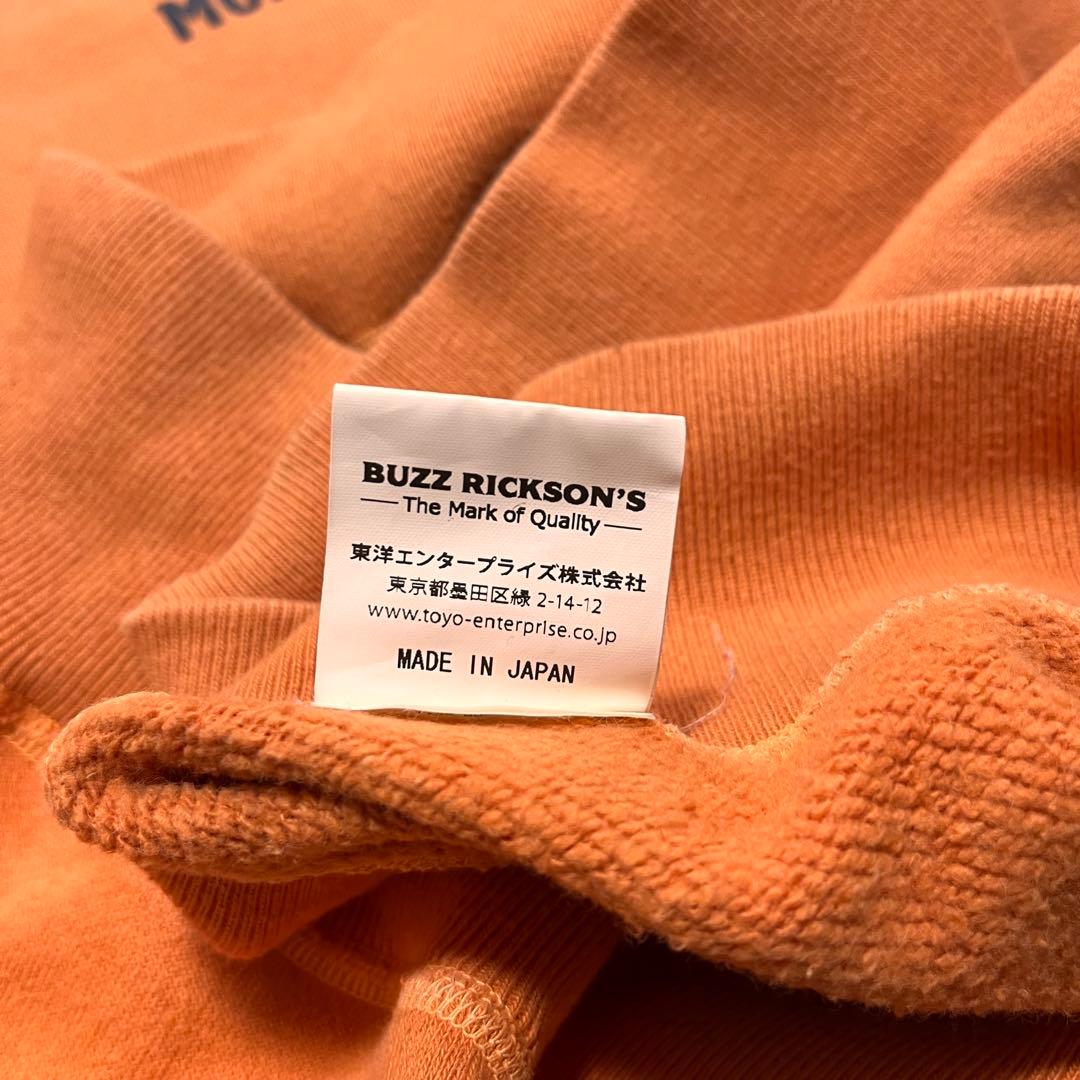 BUZZ RICKSON'S
The Mark of Quality
東洋エンタープライズ株式会社
東京都墨田区緑 2-14-12
www.toyo-enterprise.co.jp
MADE IN JAPAN